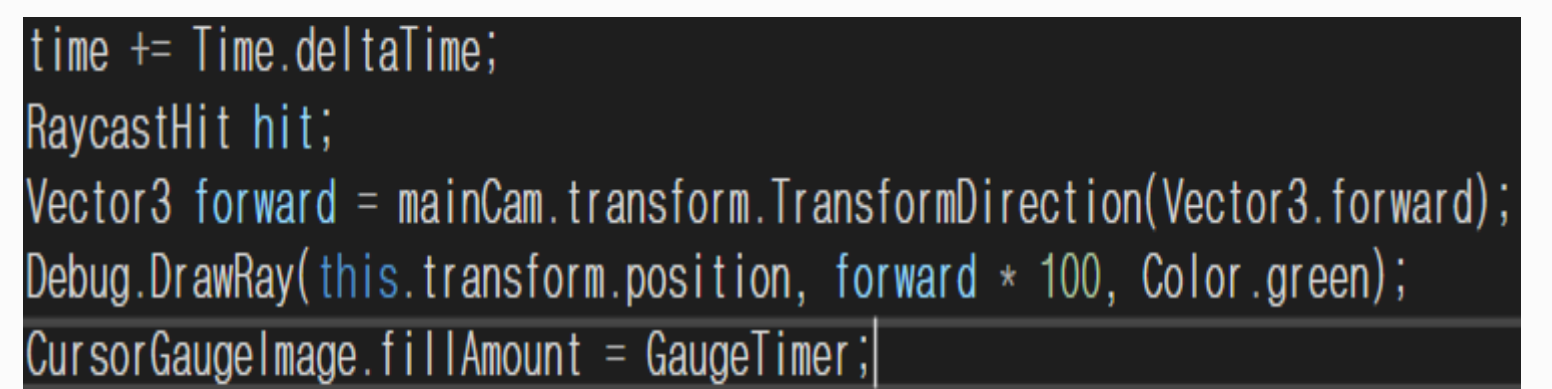 time += Time.deltaTime;
RaycastHit hit;
Vector3 forward = mainCam.transform.TransformDirection(Vector3.forward);
Debug.DrawRay(this.transform.position, forward * 100, Color.green);
CursorGaugeImage.fillAmount = GaugeTimer;